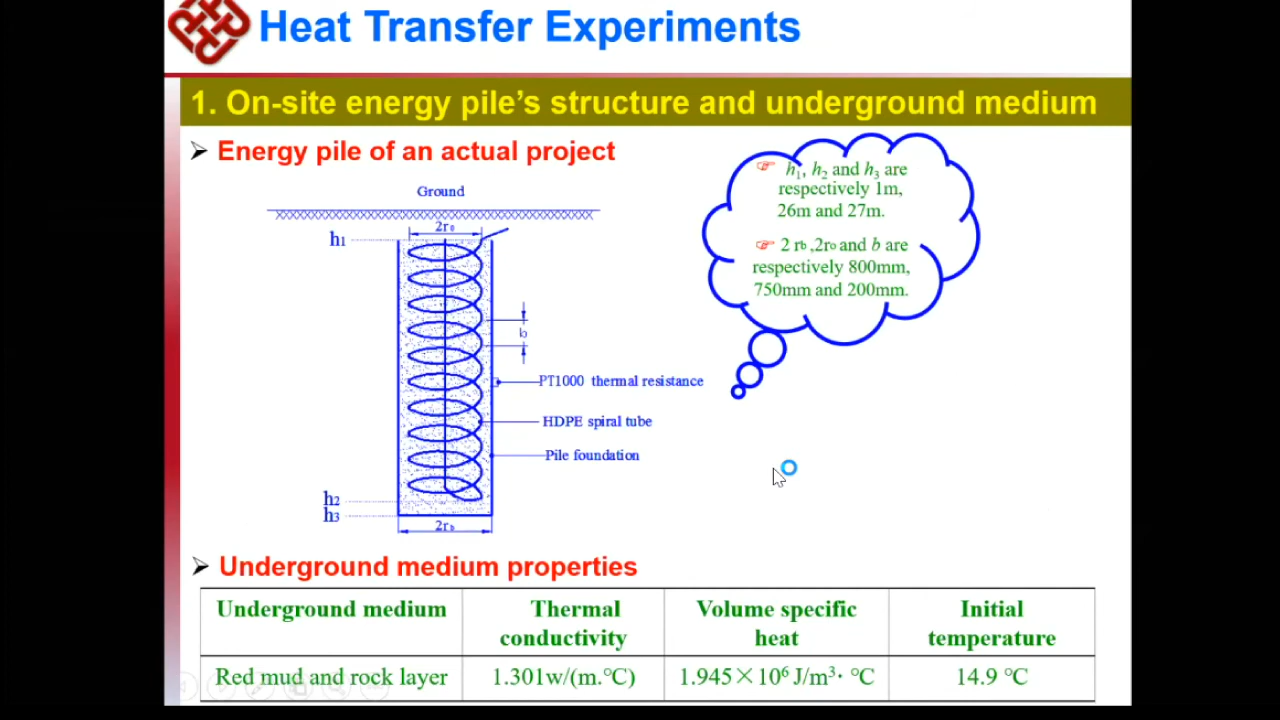 Heat Transfer Experiments
1. On-site energy pile’s structure and underground medium
➢ Energy pile of an actual project
☞ h₁, h₂ and h₃ are
respectively 1m,
26m and 27m.
☞ 2 rb ,2ro and b are
respectively 800mm,
750mm and 200mm.
Ground
2r₀
h₁
b
PT1000 thermal resistance
HDPE spiral tube
Pile foundation
h₂
h₃
2rb
➢ Underground medium properties
Underground medium
Thermal
conductivity
Volume specific
heat
Initial
temperature
Red mud and rock layer
1.301w/(m.℃)
1.945×10⁶ J/m³· ℃
14.9 ℃